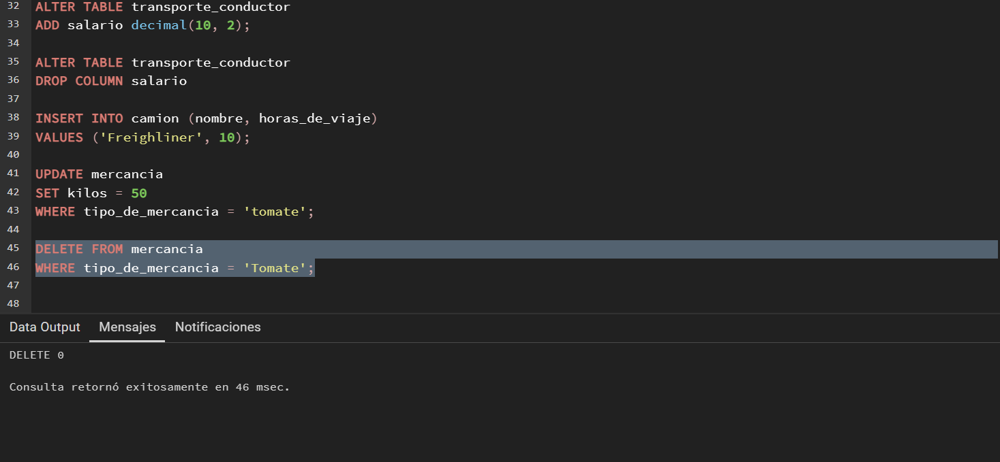 32 ALTER TABLE transporte_conductor
33 ADD salario decimal(10, 2);
34
35 ALTER TABLE transporte_conductor
36 DROP COLUMN salario
37
38 INSERT INTO camion (nombre, horas_de_viaje)
39 VALUES ('Freighliner', 10);
40
41 UPDATE mercancia
42 SET kilos = 50
43 WHERE tipo_de_mercancia = 'tomate';
44
45 DELETE FROM mercancia
46 WHERE tipo_de_mercancia = 'Tomate';
47
48
Data Output Mensajes Notificaciones
DELETE 0
Consulta retornó exitosamente en 46 msec.